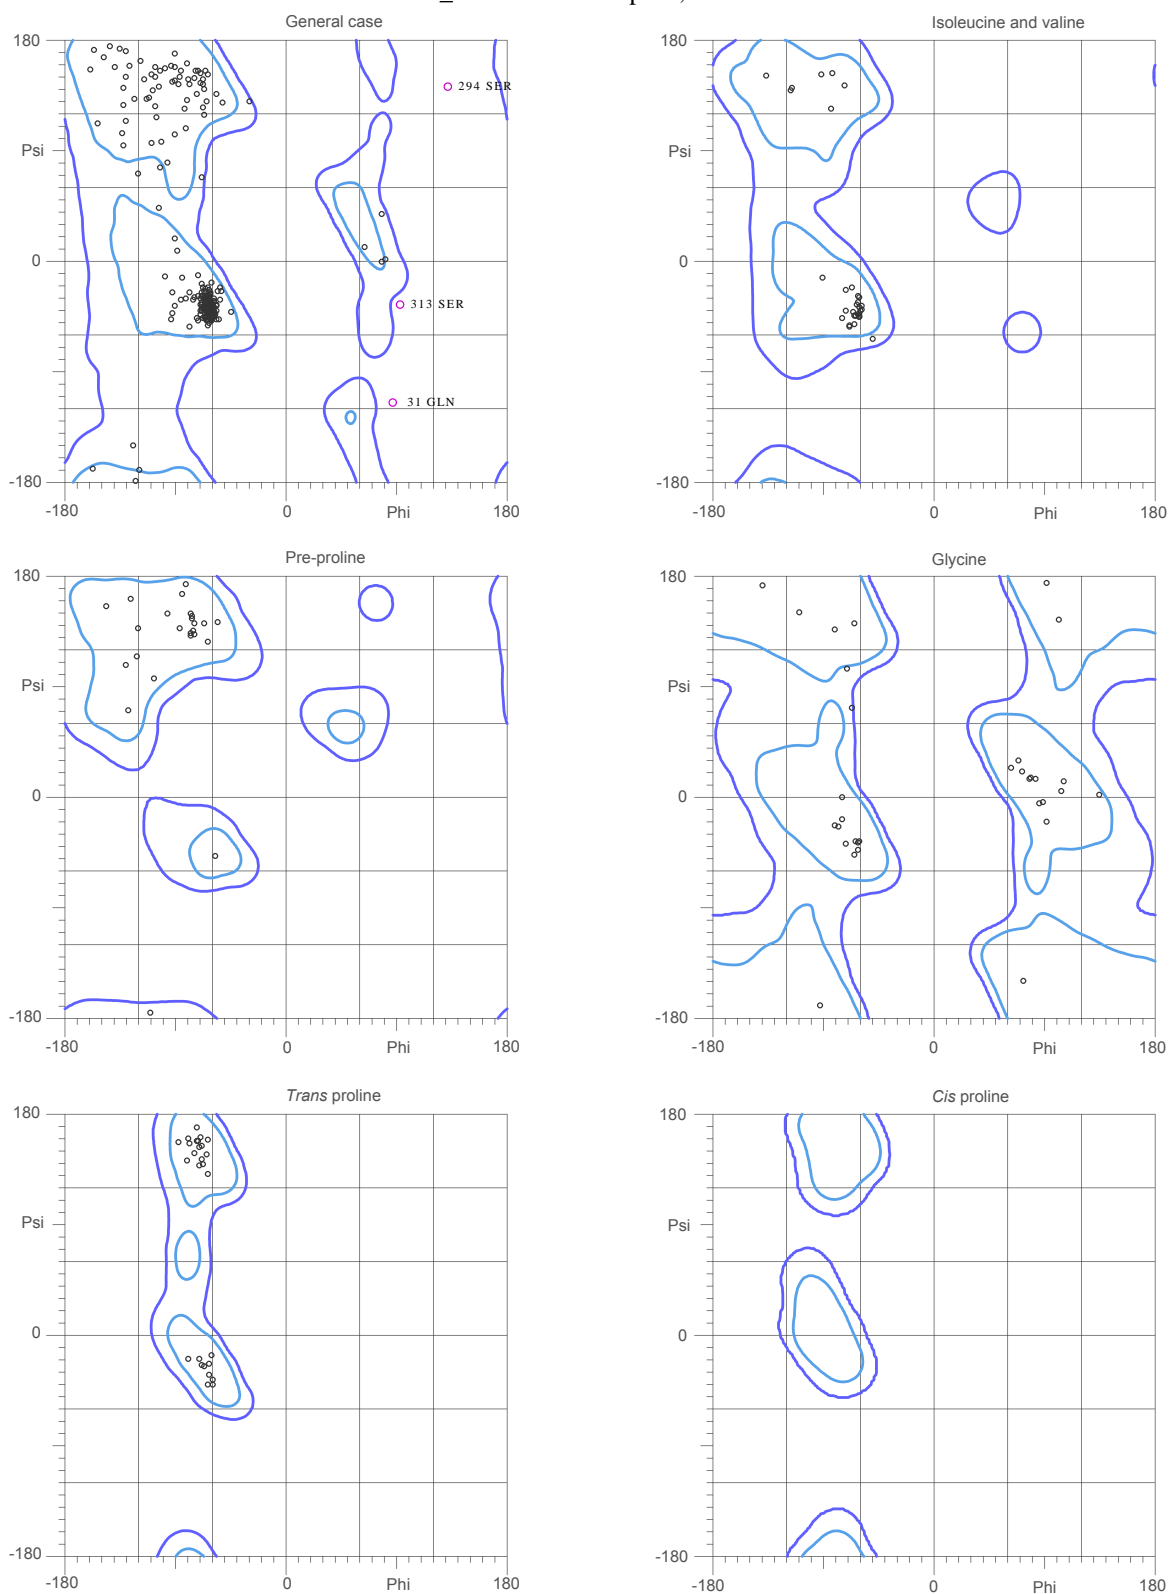 General case
180
294 SER
Psi
0
313 SER
31 GLN
-180
-180
0
Phi
180
Isoleucine and valine
180
Psi
0
-180
-180
0
Phi
180
Pre-proline
180
Psi
0
-180
-180
0
Phi
180
Glycine
180
Psi
0
-180
-180
0
Phi
180
Trans proline
180
Psi
0
-180
-180
0
Phi
180
Cis proline
180
Psi
0
-180
-180
0
Phi
180